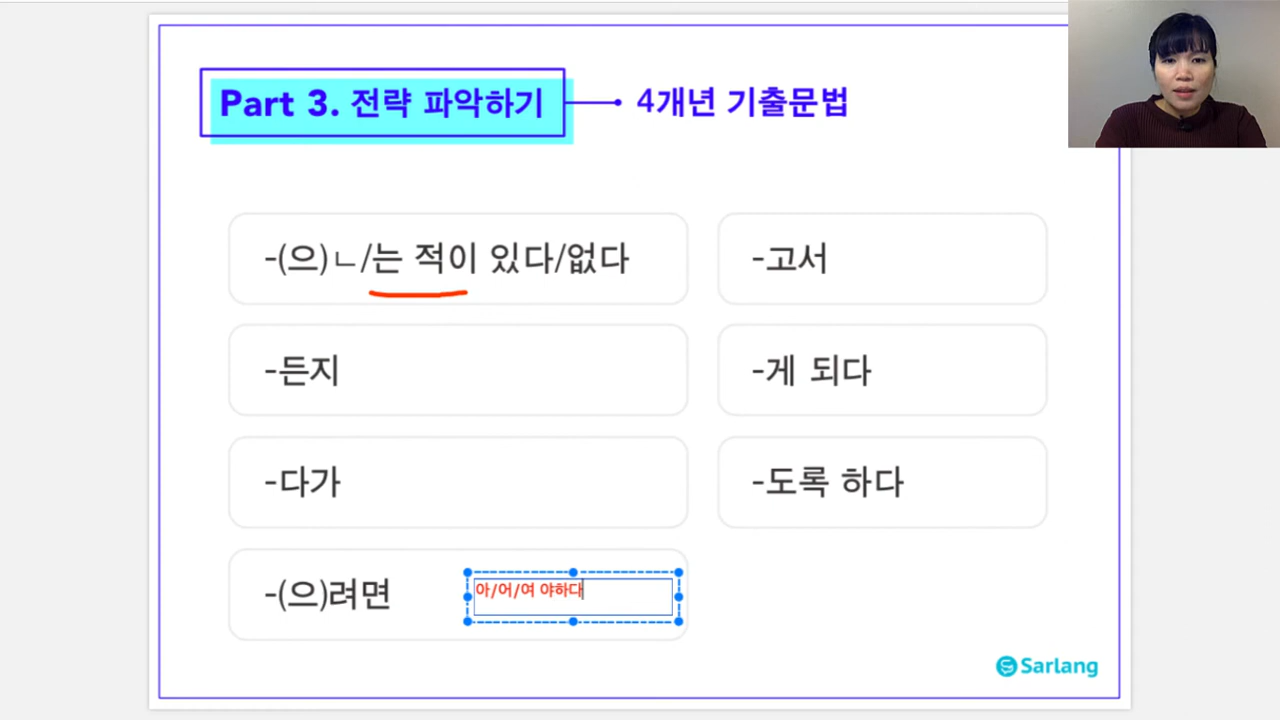 Part 3. 전략 파악하기
4개년 기출문법
-(으)ㄴ/는 적이 있다/없다
-고서
-든지
-게 되다
-다가
-도록 하다
-(으)려면
아/어/여 야하다
Sarlang